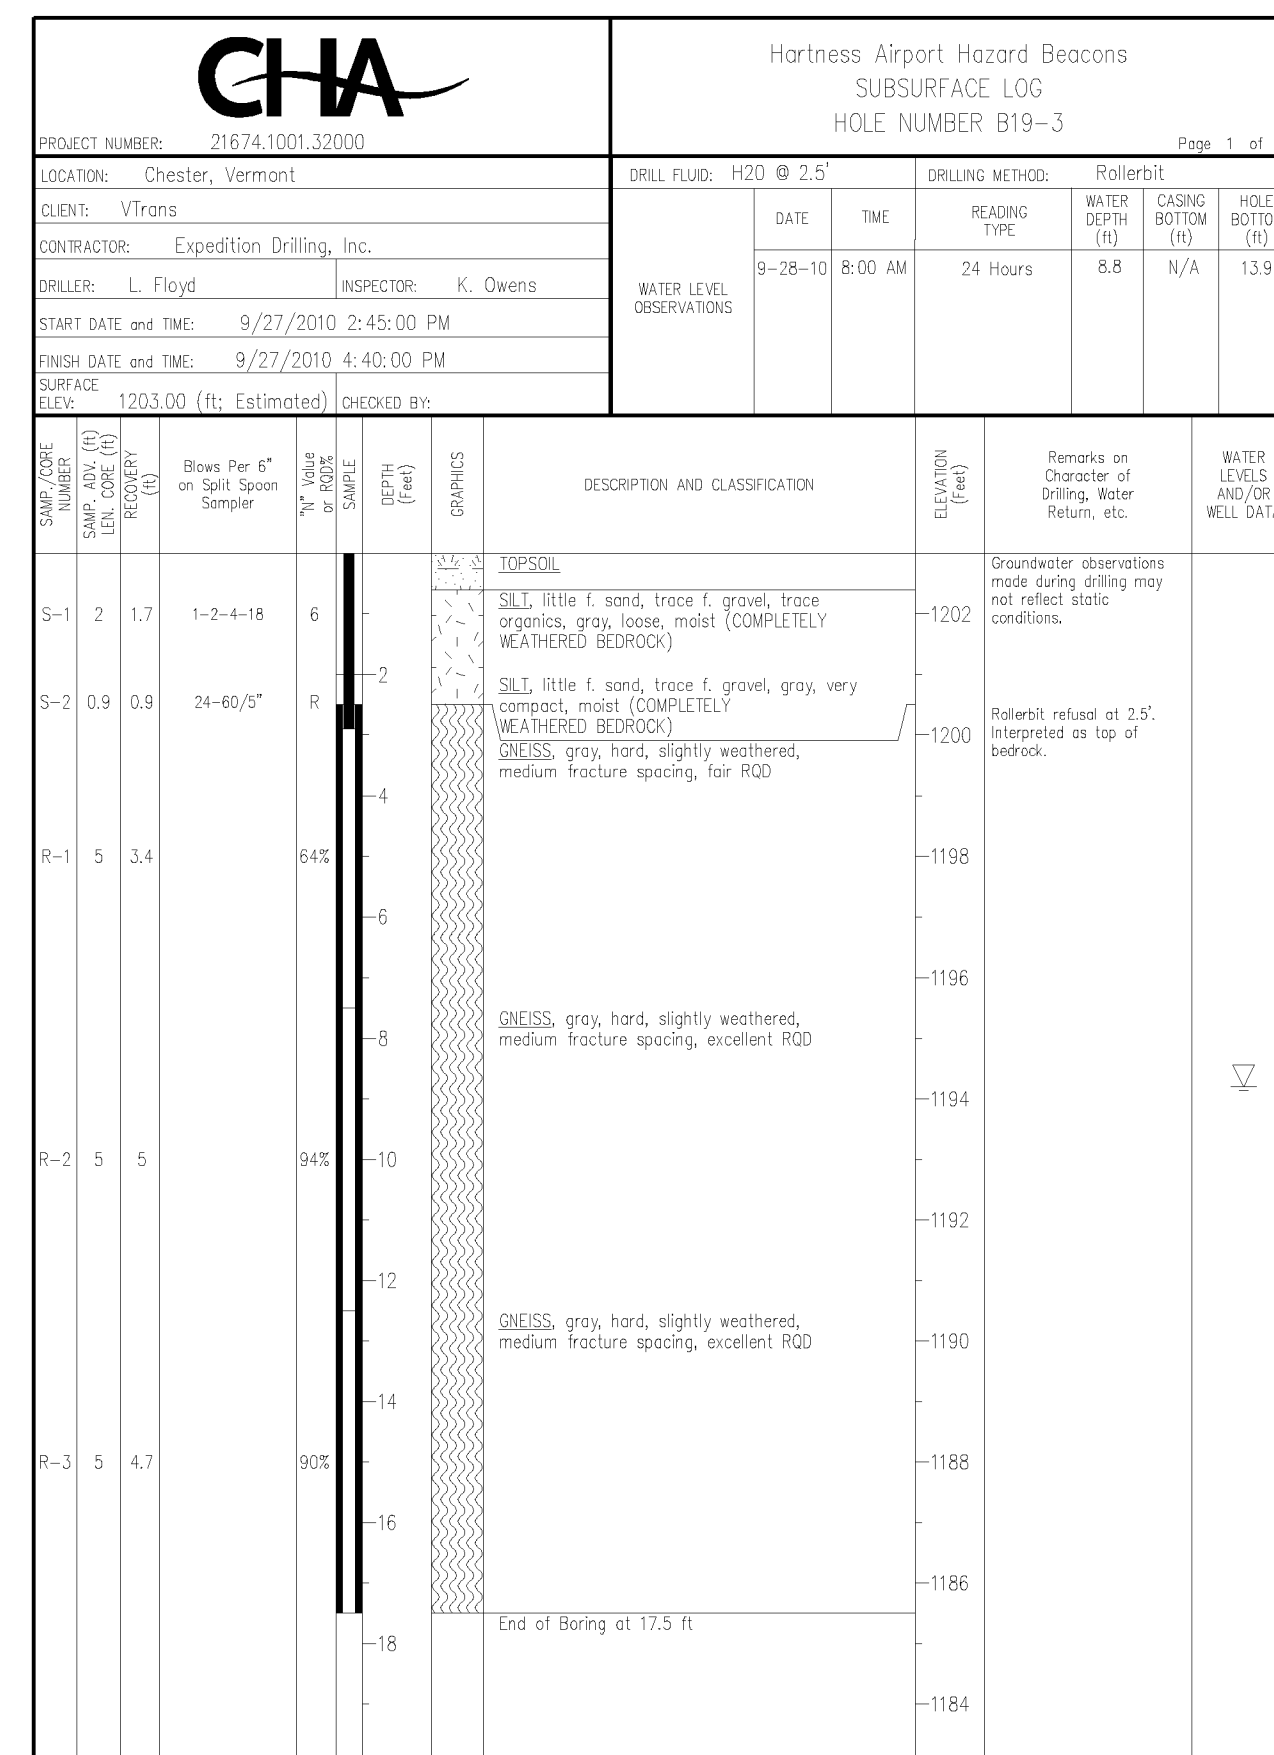 CHA
PROJECT NUMBER: 21674.1001.32000
Hartness Airport Hazard Beacons
SUBSURFACE LOG
HOLE NUMBER B19-3
Page 1 of
LOCATION: Chester, Vermont
CLIENT: VTrans
CONTRACTOR: Expedition Drilling, Inc.
DRILLER: L. Floyd INSPECTOR: K. Owens
START DATE and TIME: 9/27/2010 2:45:00 PM
FINISH DATE and TIME: 9/27/2010 4:40:00 PM
SURFACE
ELEV: 1203.00 (ft; Estimated) CHECKED BY:
DRILL FLUID: H20 @ 2.5' DRILLING METHOD: Rollerbit
WATER LEVEL
OBSERVATIONS
DATE TIME
READING
TYPE
WATER
DEPTH
(ft)
CASING
BOTTOM
(ft)
HOLE
BOTTO
(ft)
9-28-10 8:00 AM 24 Hours 8.8 N/A 13.9
SAMP./CORE
NUMBER
SAMP. ADV. (ft)
LEN. CORE (ft)
RECOVERY
(ft)
Blows Per 6"
on Split Spoon
Sampler
"N" Value
or RQD%
SAMPLE
DEPTH
(Feet)
GRAPHICS
DESCRIPTION AND CLASSIFICATION
ELEVATION
(Feet)
Remarks on
Character of
Drilling, Water
Return, etc.
WATER
LEVELS
AND/OR
WELL DATA
TOPSOIL
Groundwater observations
made during drilling may
not reflect static
conditions.
S-1 2 1.7 1-2-4-18 6
SILT, little f. sand, trace f. gravel, trace
organics, gray, loose, moist (COMPLETELY
WEATHERED BEDROCK)
1202
2
S-2 0.9 0.9 24-60/5" R
SILT, little f. sand, trace f. gravel, gray, very
compact, moist (COMPLETELY
WEATHERED BEDROCK)
1200
Rollerbit refusal at 2.5'.
Interpreted as top of
bedrock.
GNEISS, gray, hard, slightly weathered,
medium fracture spacing, fair RQD
4
R-1 5 3.4 64% 1198
6
1196
GNEISS, gray, hard, slightly weathered,
medium fracture spacing, excellent RQD
8
1194
R-2 5 5 94% 10
1192
12
GNEISS, gray, hard, slightly weathered,
medium fracture spacing, excellent RQD
1190
14
R-3 5 4.7 90% 1188
16
1186
End of Boring at 17.5 ft
18
1184